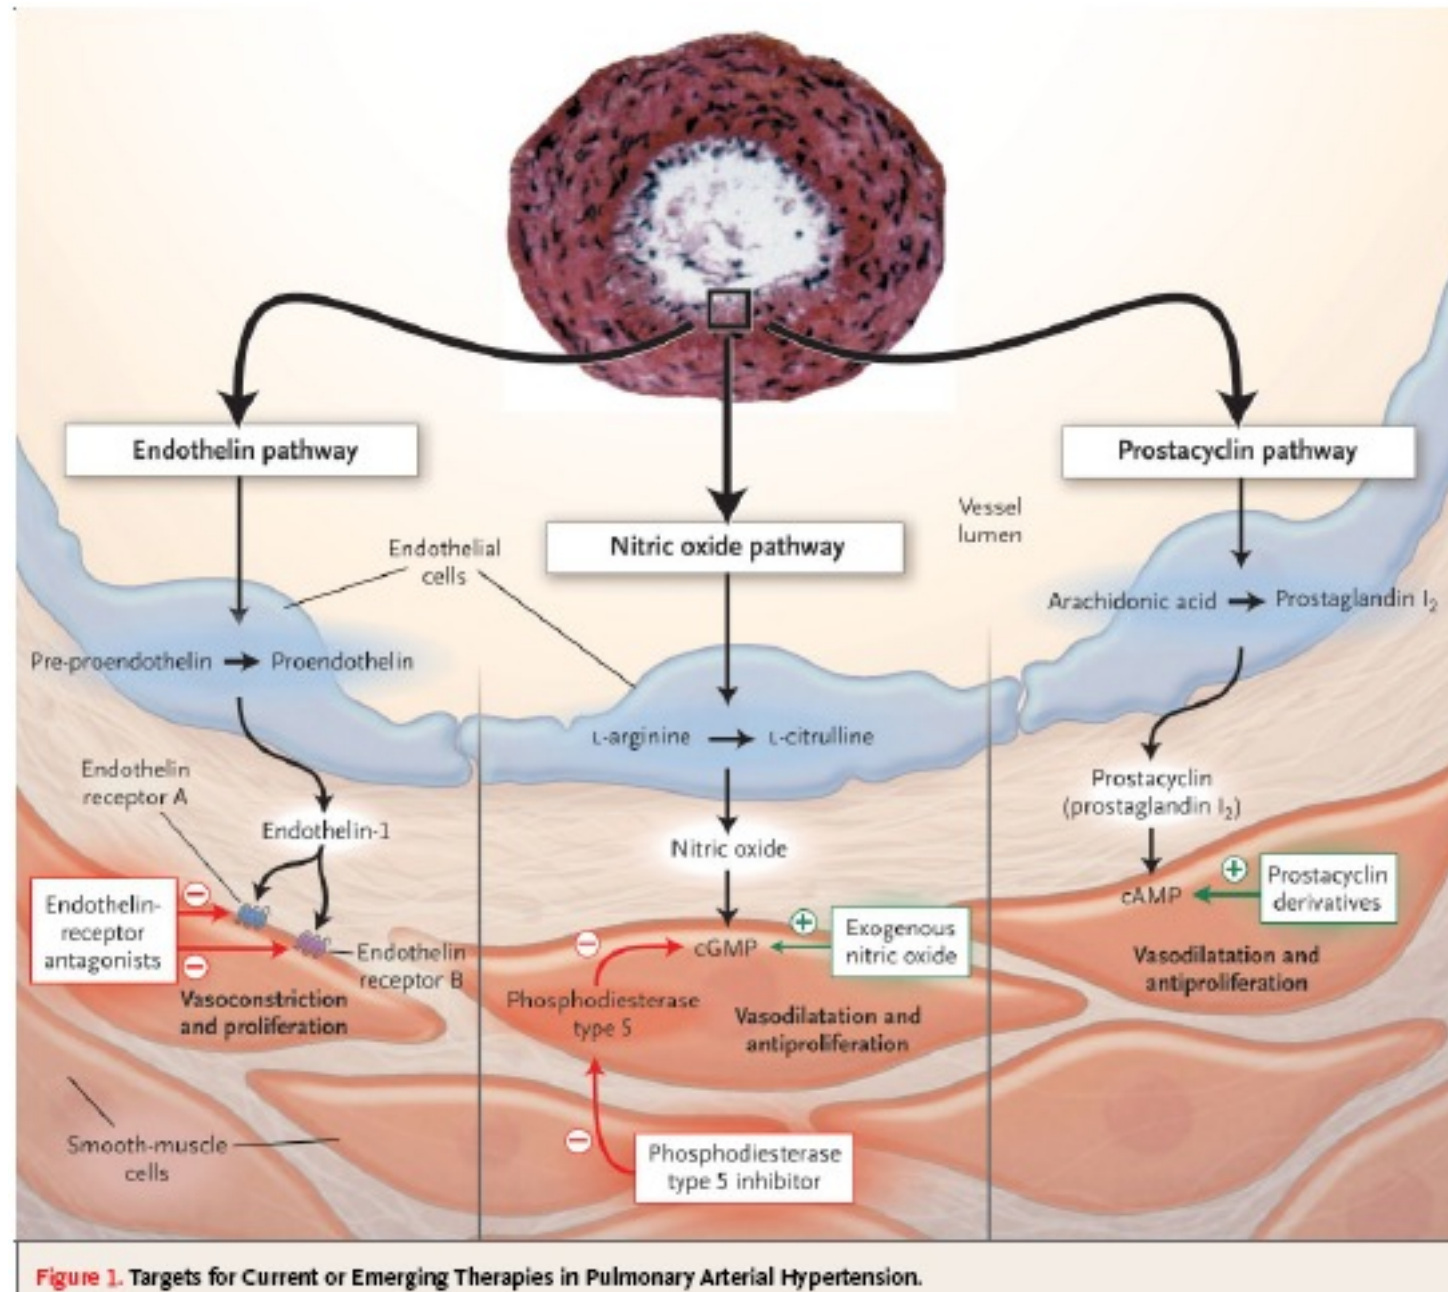 Endothelin pathway
Prostacyclin pathway
Nitric oxide pathway
Vessel
lumen
Endothelial
cells
Arachidonic acid → Prostaglandin I₂
Pre-proendothelin → Proendothelin
L-arginine → L-citrulline
Endothelin
receptor A
Endothelin-1
Nitric oxide
Prostacyclin
(prostaglandin I₂)
Endothelin-
receptor
antagonists
Endothelin
receptor B
Vasoconstriction
and proliferation
cGMP
Exogenous
nitric oxide
Phosphodiesterase
type 5
Vasodilatation and
antiproliferation
cAMP
Prostacyclin
derivatives
Vasodilatation and
antiproliferation
Smooth-muscle
cells
Phosphodiesterase
type 5 inhibitor
Figure 1. Targets for Current or Emerging Therapies in Pulmonary Arterial Hypertension.